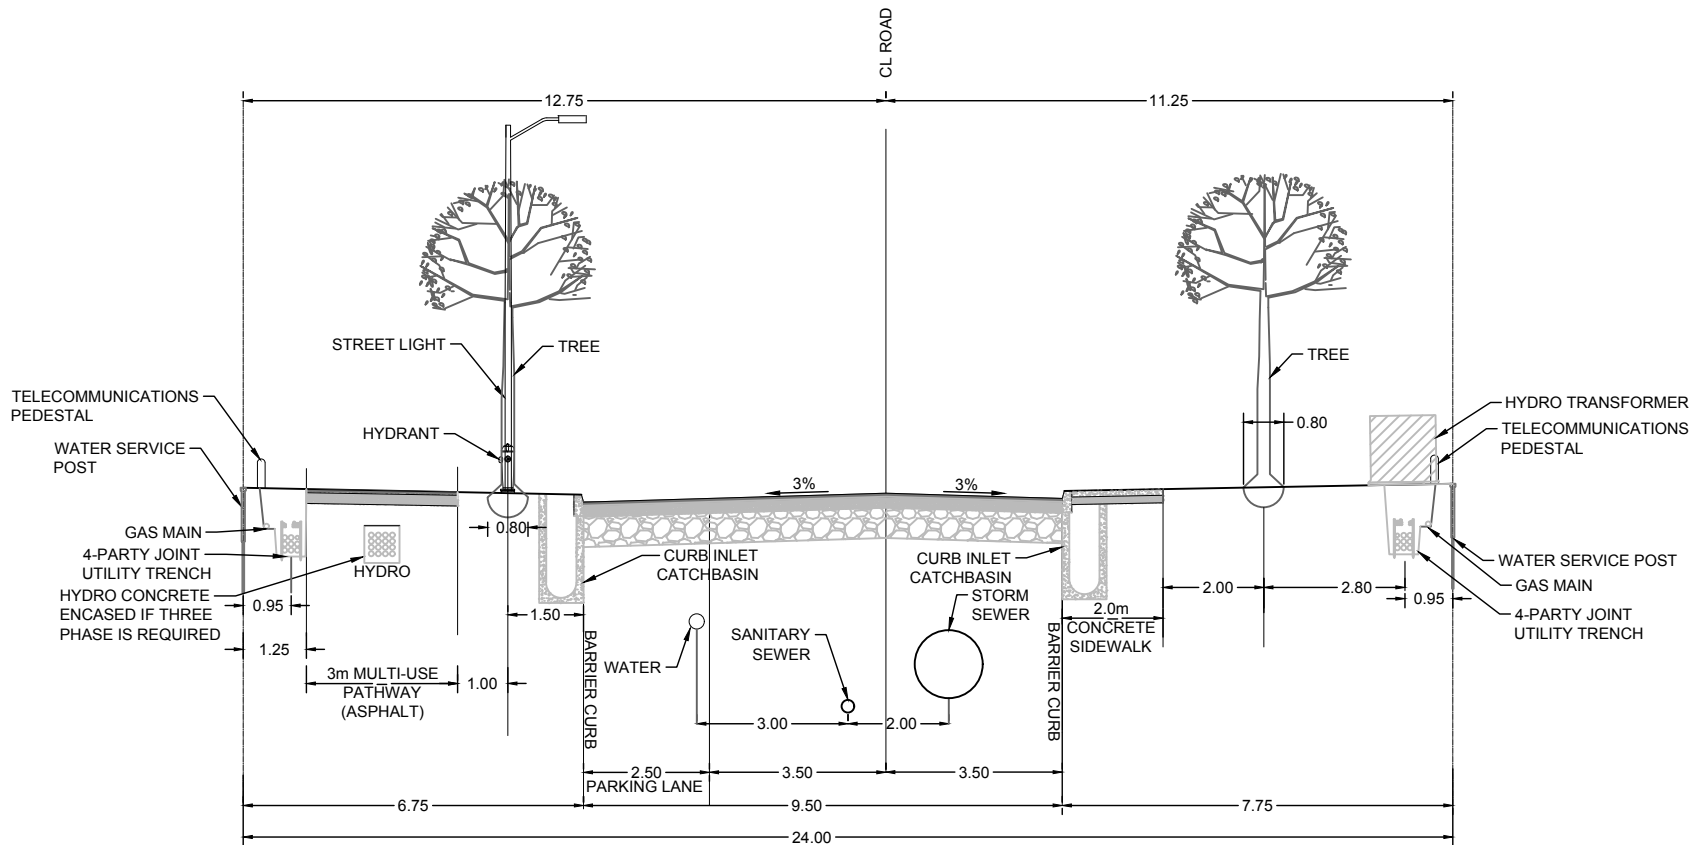 CL ROAD
12.75
11.25
STREET LIGHT
TREE
TREE
TELECOMMUNICATIONS
PEDESTAL
HYDRO TRANSFORMER
0.80
TELECOMMUNICATIONS
PEDESTAL
HYDRANT
WATER SERVICE
POST
3%
3%
GAS MAIN
0.80
4-PARTY JOINT
UTILITY TRENCH
HYDRO
CURB INLET
CATCHBASIN
CURB INLET
CATCHBASIN
WATER SERVICE POST
GAS MAIN
HYDRO CONCRETE
ENCASED IF THREE
PHASE IS REQUIRED
0.95
1.50
STORM
SEWER
2.00
2.80
0.95
2.0m
CONCRETE
SIDEWALK
4-PARTY JOINT
UTILITY TRENCH
1.25
BARRIER CURB
WATER
SANITARY
SEWER
BARRIER CURB
3m MULTI-USE
PATHWAY
(ASPHALT)
1.00
3.00
2.00
2.50
3.50
3.50
PARKING LANE
6.75
9.50
7.75
24.00